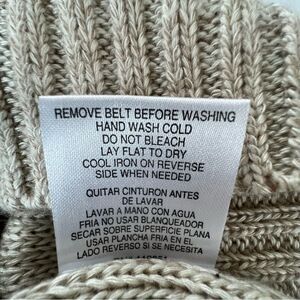 REMOVE BELT BEFORE WASHING
HAND WASH COLD
DO NOT BLEACH
LAY FLAT TO DRY
COOL IRON ON REVERSE
SIDE WHEN NEEDED
QUITAR CINTURON ANTES
DE LAVAR
LAVAR A MANO CON AGUA
FRIA NO USAR BLANQUEADOR
SECAR SOBRE SUPERFICIE PLANA
USAR PLANCHA FRIA EN EL
LADO REVERSO SI SE NECESITA